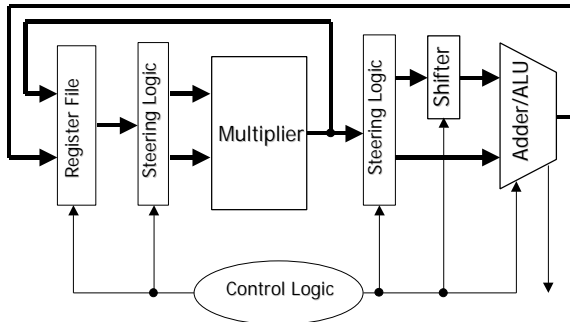 Register File
Steering Logic
Multiplier
Steering Logic
Shifter
Adder/ALU
Control Logic